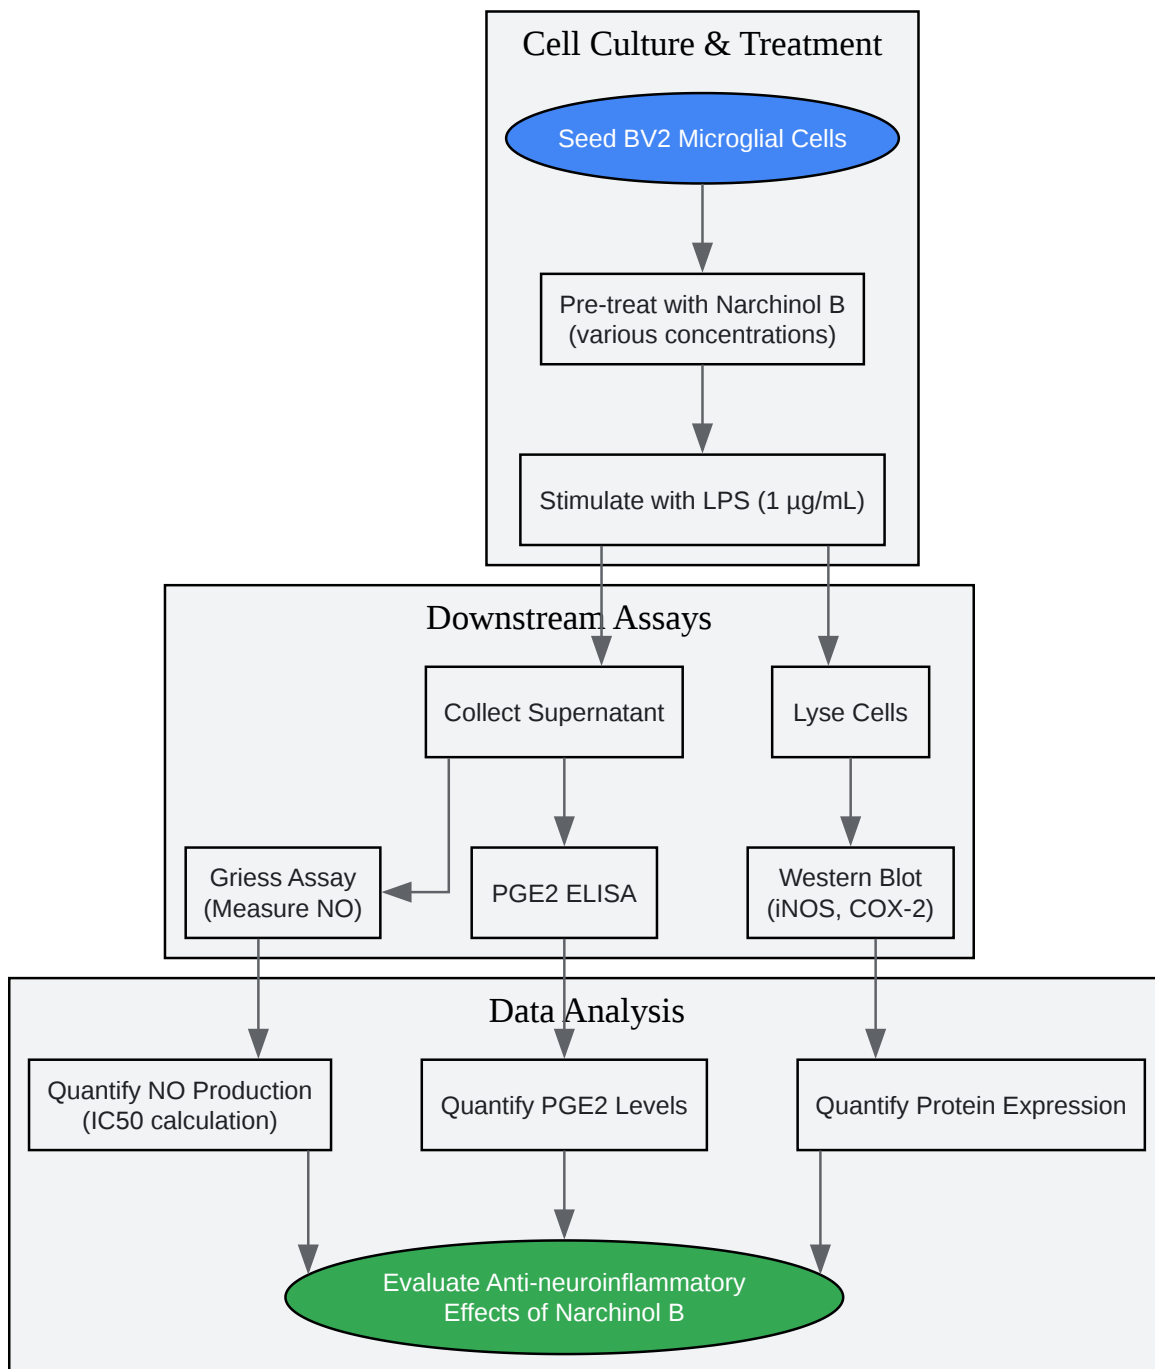 Cell Culture & Treatment
Seed BV2 Microglial Cells
Pre-treat with Narchinol B
(various concentrations)
Stimulate with LPS (1 µg/mL)
Downstream Assays
Collect Supernatant
Lyse Cells
Griess Assay
(Measure NO)
PGE2 ELISA
Western Blot
(iNOS, COX-2)
Data Analysis
Quantify NO Production
(IC50 calculation)
Quantify PGE2 Levels
Quantify Protein Expression
Evaluate Anti-neuroinflammatory
Effects of Narchinol B